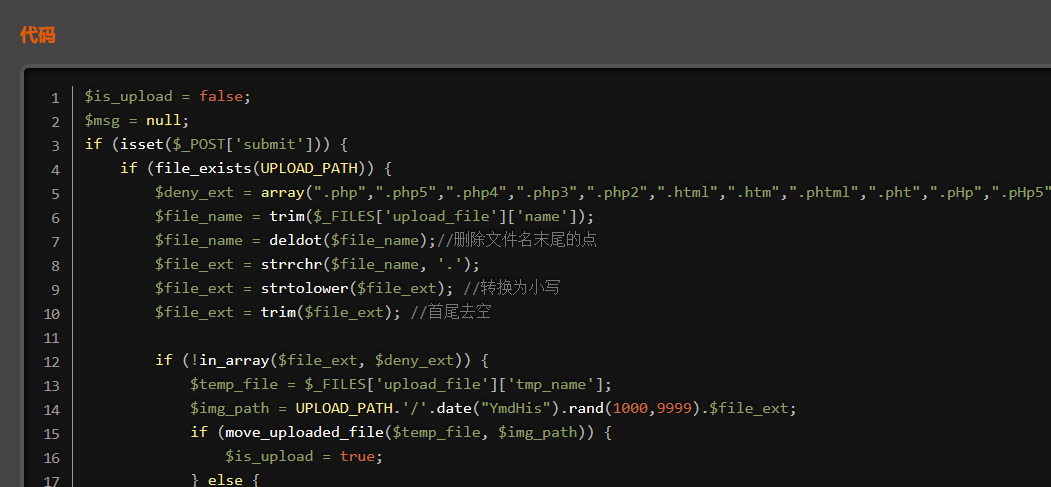 代码
1 $is_upload = false;
2 $msg = null;
3 if (isset($_POST['submit'])) {
4 if (file_exists(UPLOAD_PATH)) {
5 $deny_ext = array(".php",".php5",".php4",".php3",".php2",".html",".htm",".phtml",".pht",".pHp",".pHp5"
6 $file_name = trim($_FILES['upload_file']['name']);
7 $file_name = deldot($file_name);//删除文件名末尾的点
8 $file_ext = strrchr($file_name, '.');
9 $file_ext = strtolower($file_ext); //转换为小写
10 $file_ext = trim($file_ext); //首尾去空
11
12 if (!in_array($file_ext, $deny_ext)) {
13 $temp_file = $_FILES['upload_file']['tmp_name'];
14 $img_path = UPLOAD_PATH.'/'.date("YmdHis").rand(1000,9999).$file_ext;
15 if (move_uploaded_file($temp_file, $img_path)) {
16 $is_upload = true;
17 } else {